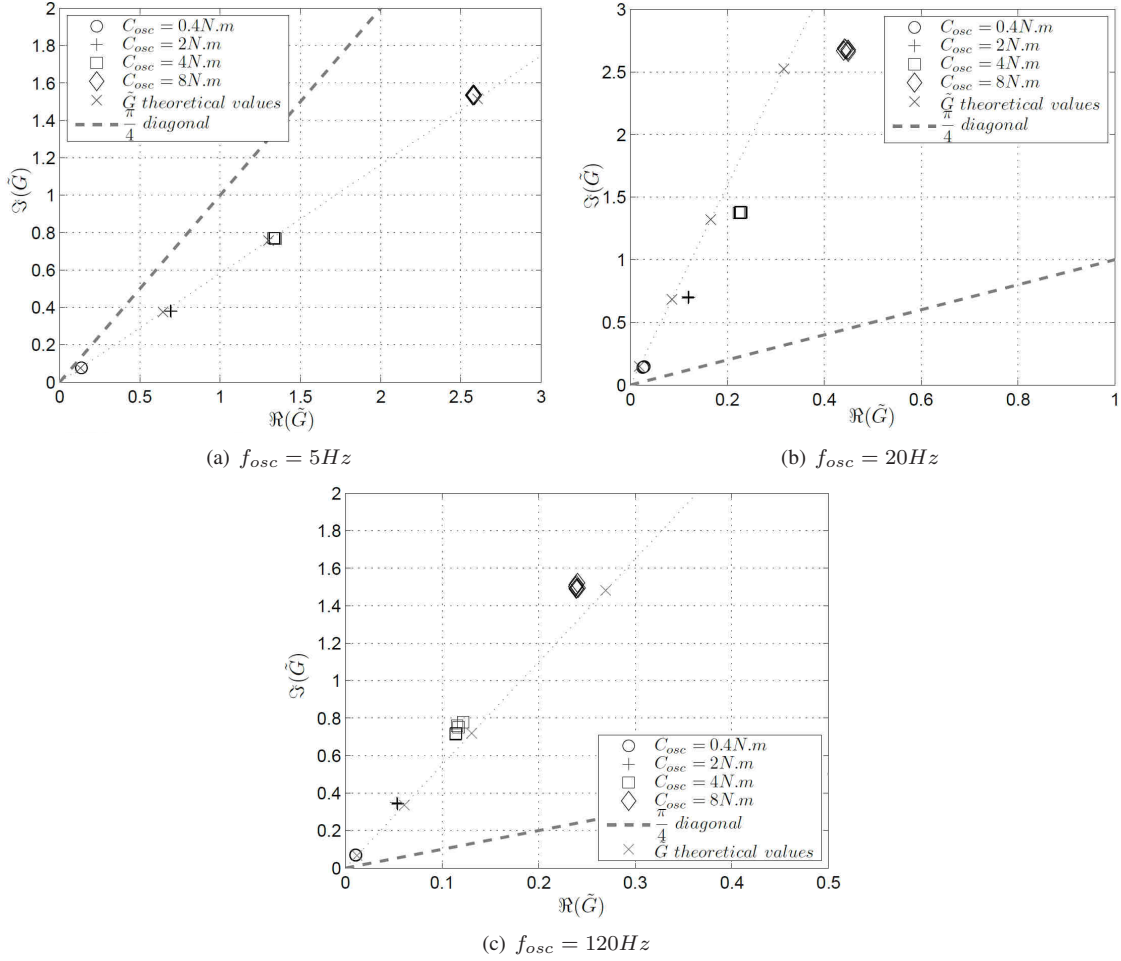 2
1.8
1.6
1.4
1.2
1
0.8
0.6
0.4
0.2
0
ℑ(G̃)
C_osc = 0.4N.m
C_osc = 2N.m
C_osc = 4N.m
C_osc = 8N.m
G̃ theoretical values
π/4 diagonal
0 0.5 1 1.5 2 2.5 3
ℜ(G̃)
(a) f_osc = 5Hz
3
2.5
2
1.5
1
0.5
0
ℑ(G̃)
C_osc = 0.4N.m
C_osc = 2N.m
C_osc = 4N.m
C_osc = 8N.m
G̃ theoretical values
π/4 diagonal
0 0.2 0.4 0.6 0.8 1
ℜ(G̃)
(b) f_osc = 20Hz
2
1.8
1.6
1.4
1.2
1
0.8
0.6
0.4
0.2
0
ℑ(G̃)
C_osc = 0.4N.m
C_osc = 2N.m
C_osc = 4N.m
C_osc = 8N.m
π/4 diagonal
G̃ theoretical values
0 0.1 0.2 0.3 0.4 0.5
ℜ(G̃)
(c) f_osc = 120Hz